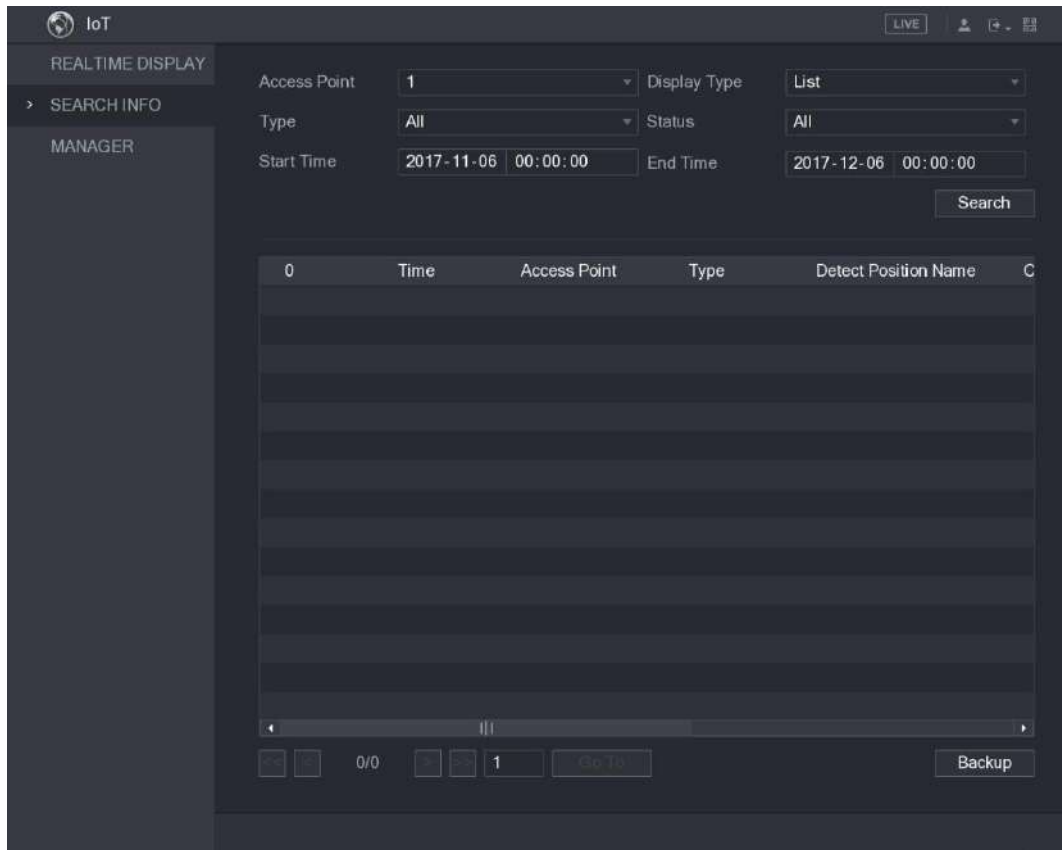 IoT LIVE
REALTIME DISPLAY
Access Point 1 Display Type List
> SEARCH INFO
Type All Status All
MANAGER
Start Time 2017-11-06 00:00:00 End Time 2017-12-06 00:00:00
Search
0 Time Access Point Type Detect Position Name C
<< < 0/0 > >> 1 Go To Backup